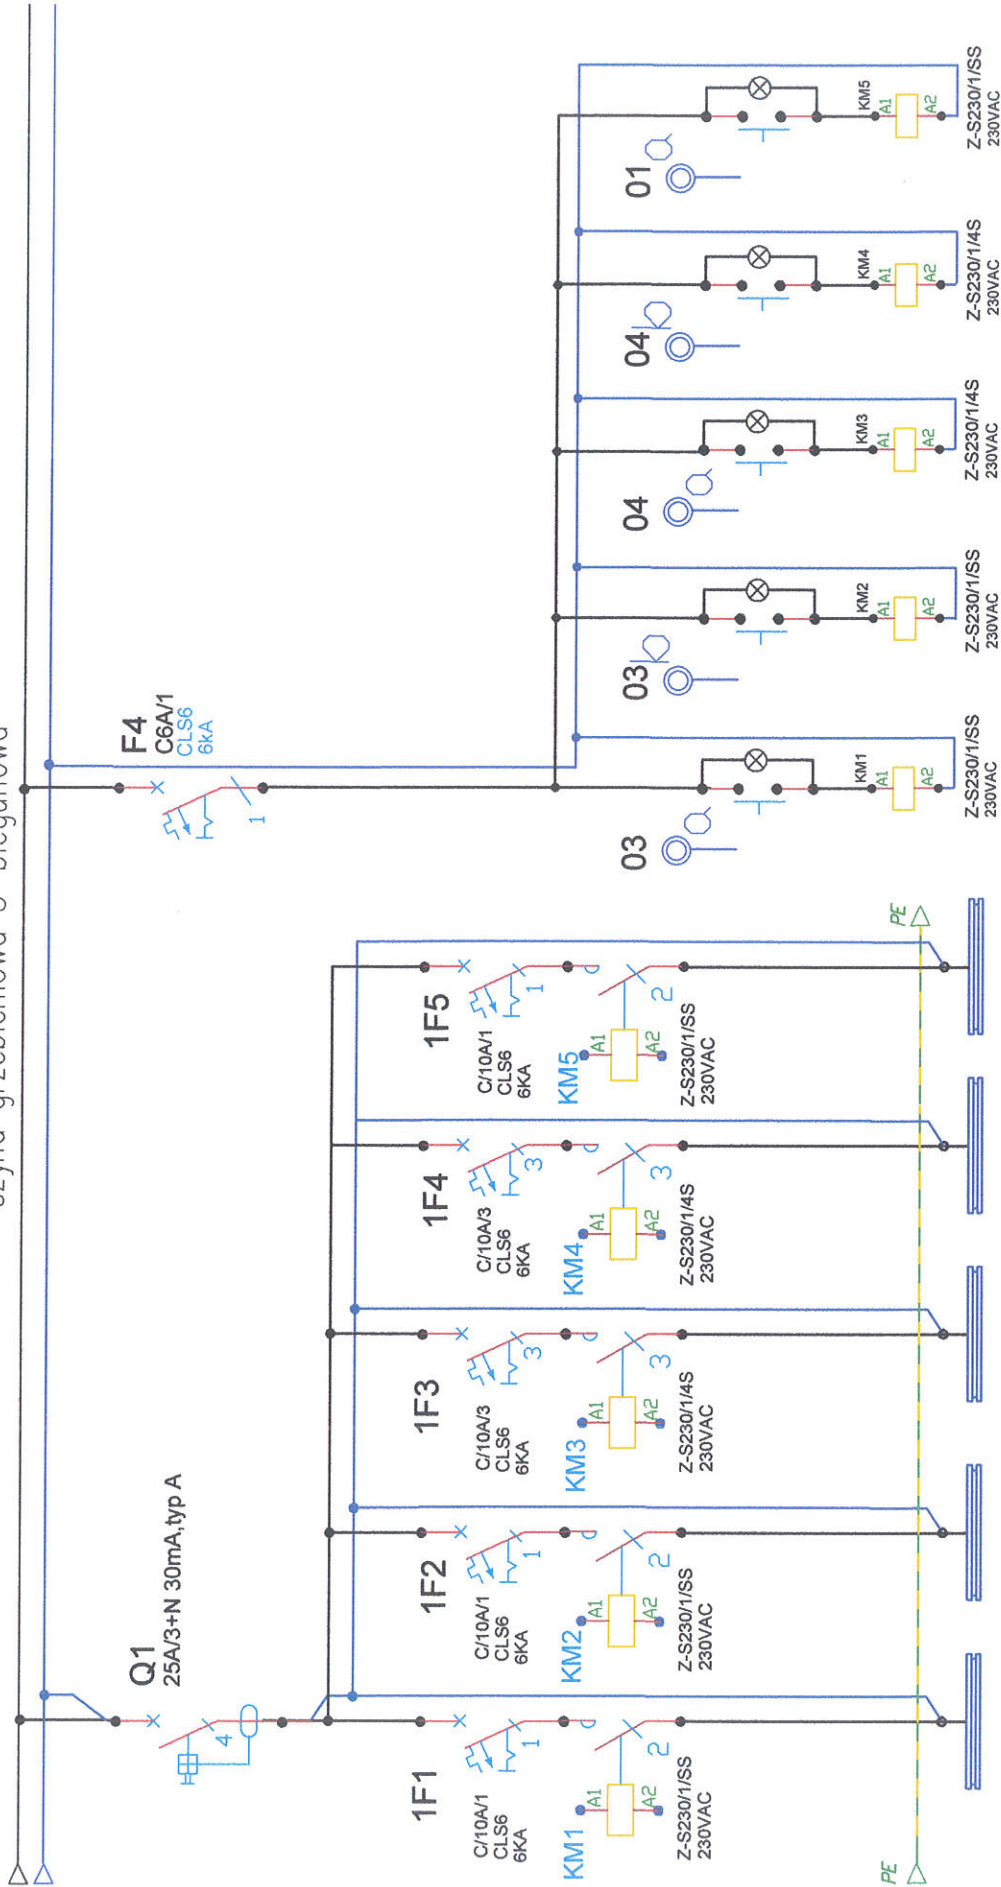 Q1
25A/3+N 30mA,typ A
4
F4
C6A/1
CLS6
6kA
1
1F1
C/10A/1
CLS6
6KA
1
KM1
A1
A2
2
Z-S230/1/SS
230VAC
1F2
C/10A/1
CLS6
6KA
1
KM2
A1
A2
2
Z-S230/1/SS
230VAC
1F3
C/10A/3
CLS6
6KA
3
KM3
A1
A2
3
Z-S230/1/4S
230VAC
1F4
C/10A/3
CLS6
6KA
3
KM4
A1
A2
3
Z-S230/1/4S
230VAC
1F5
C/10A/1
CLS6
6KA
1
KM5
A1
A2
2
Z-S230/1/SS
230VAC
PE
PE
03
KM1
A1
A2
Z-S230/1/SS
230VAC
03
KM2
A1
A2
Z-S230/1/SS
230VAC
04
KM3
A1
A2
Z-S230/1/4S
230VAC
04
KM4
A1
A2
Z-S230/1/4S
230VAC
01
KM5
A1
A2
Z-S230/1/SS
230VAC